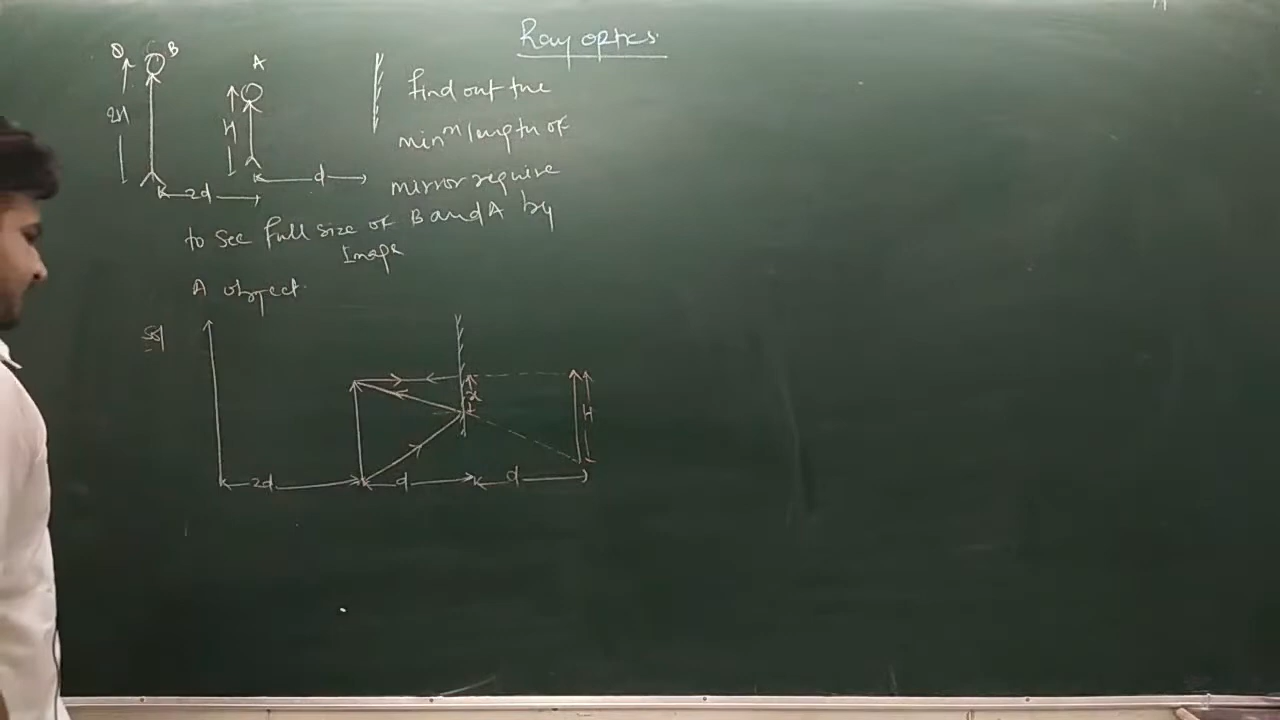 Ray optics
B
A
2H
H
2d
d
find out the
minm length of
mirror require
to see full size of B and A by
Image
A object.
Sol
x
H
2d
d
d